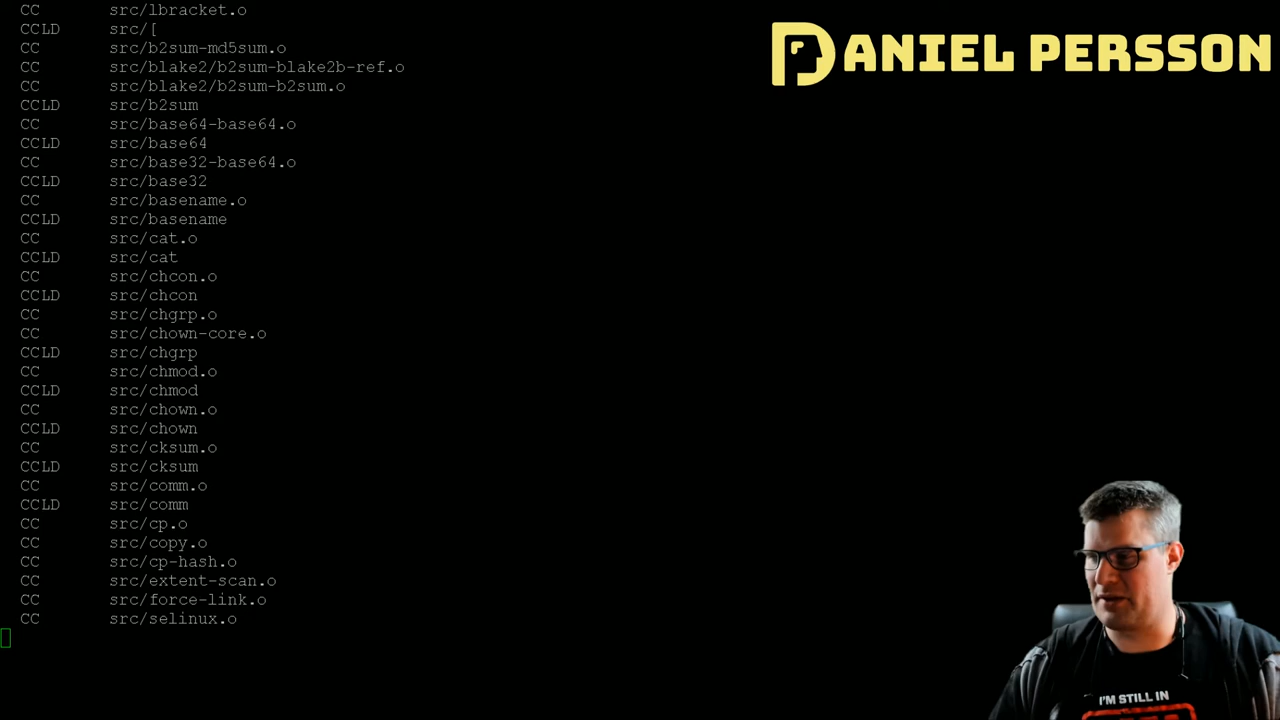 CC src/lbracket.o
CCLD src/[
CC src/b2sum-md5sum.o
CC src/blake2/b2sum-blake2b-ref.o
CC src/blake2/b2sum-b2sum.o
CCLD src/b2sum
CC src/base64-base64.o
CCLD src/base64
CC src/base32-base64.o
CCLD src/base32
CC src/basename.o
CCLD src/basename
CC src/cat.o
CCLD src/cat
CC src/chcon.o
CCLD src/chcon
CC src/chgrp.o
CC src/chown-core.o
CCLD src/chgrp
CC src/chmod.o
CCLD src/chmod
CC src/chown.o
CCLD src/chown
CC src/cksum.o
CCLD src/cksum
CC src/comm.o
CCLD src/comm
CC src/cp.o
CC src/copy.o
CC src/cp-hash.o
CC src/extent-scan.o
CC src/force-link.o
CC src/selinux.o
DANIEL PERSSON
I'M STILL IN